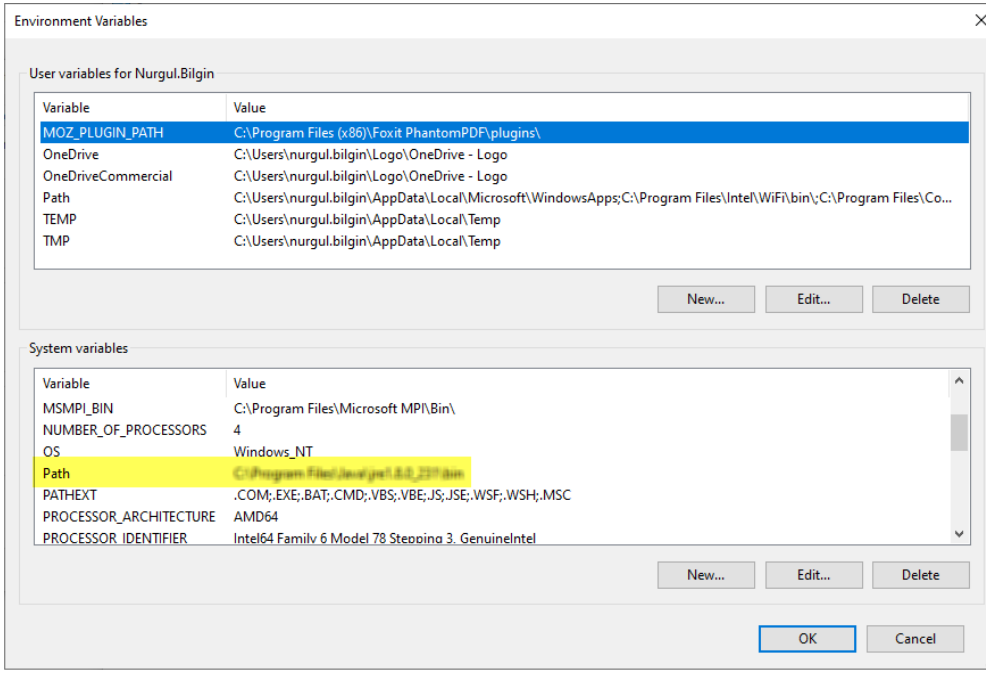 Environment Variables
User variables for Nurgul.Bilgin
Variable Value
MOZ_PLUGIN_PATH C:\Program Files (x86)\Foxit PhantomPDF\plugins\
OneDrive C:\Users\nurgul.bilgin\Logo\OneDrive - Logo
OneDriveCommercial C:\Users\nurgul.bilgin\Logo\OneDrive - Logo
Path C:\Users\nurgul.bilgin\AppData\Local\Microsoft\WindowsApps;C:\Program Files\Intel\WiFi\bin\;C:\Program Files\Co...
TEMP C:\Users\nurgul.bilgin\AppData\Local\Temp
TMP C:\Users\nurgul.bilgin\AppData\Local\Temp
New... Edit... Delete
System variables
Variable Value
MSMPI_BIN C:\Program Files\Microsoft MPI\Bin\
NUMBER_OF_PROCESSORS 4
OS Windows_NT
Path
PATHEXT .COM;.EXE;.BAT;.CMD;.VBS;.VBE;.JS;.JSE;.WSF;.WSH;.MSC
PROCESSOR_ARCHITECTURE AMD64
PROCESSOR_IDENTIFIER Intel64 Family 6 Model 78 Stepping 3, GenuineIntel
New... Edit... Delete
OK Cancel